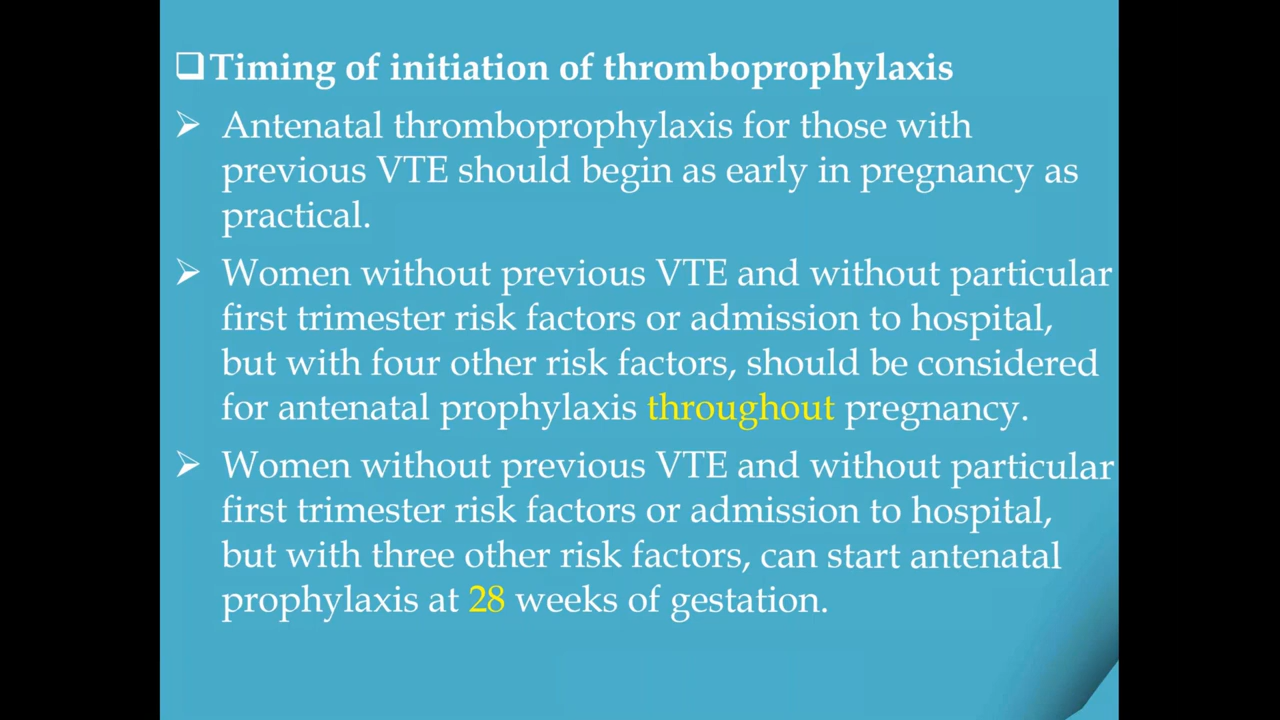 ❑Timing of initiation of thromboprophylaxis
➢ Antenatal thromboprophylaxis for those with
previous VTE should begin as early in pregnancy as
practical.
➢ Women without previous VTE and without particular
first trimester risk factors or admission to hospital,
but with four other risk factors, should be considered
for antenatal prophylaxis throughout pregnancy.
➢ Women without previous VTE and without particular
first trimester risk factors or admission to hospital,
but with three other risk factors, can start antenatal
prophylaxis at 28 weeks of gestation.